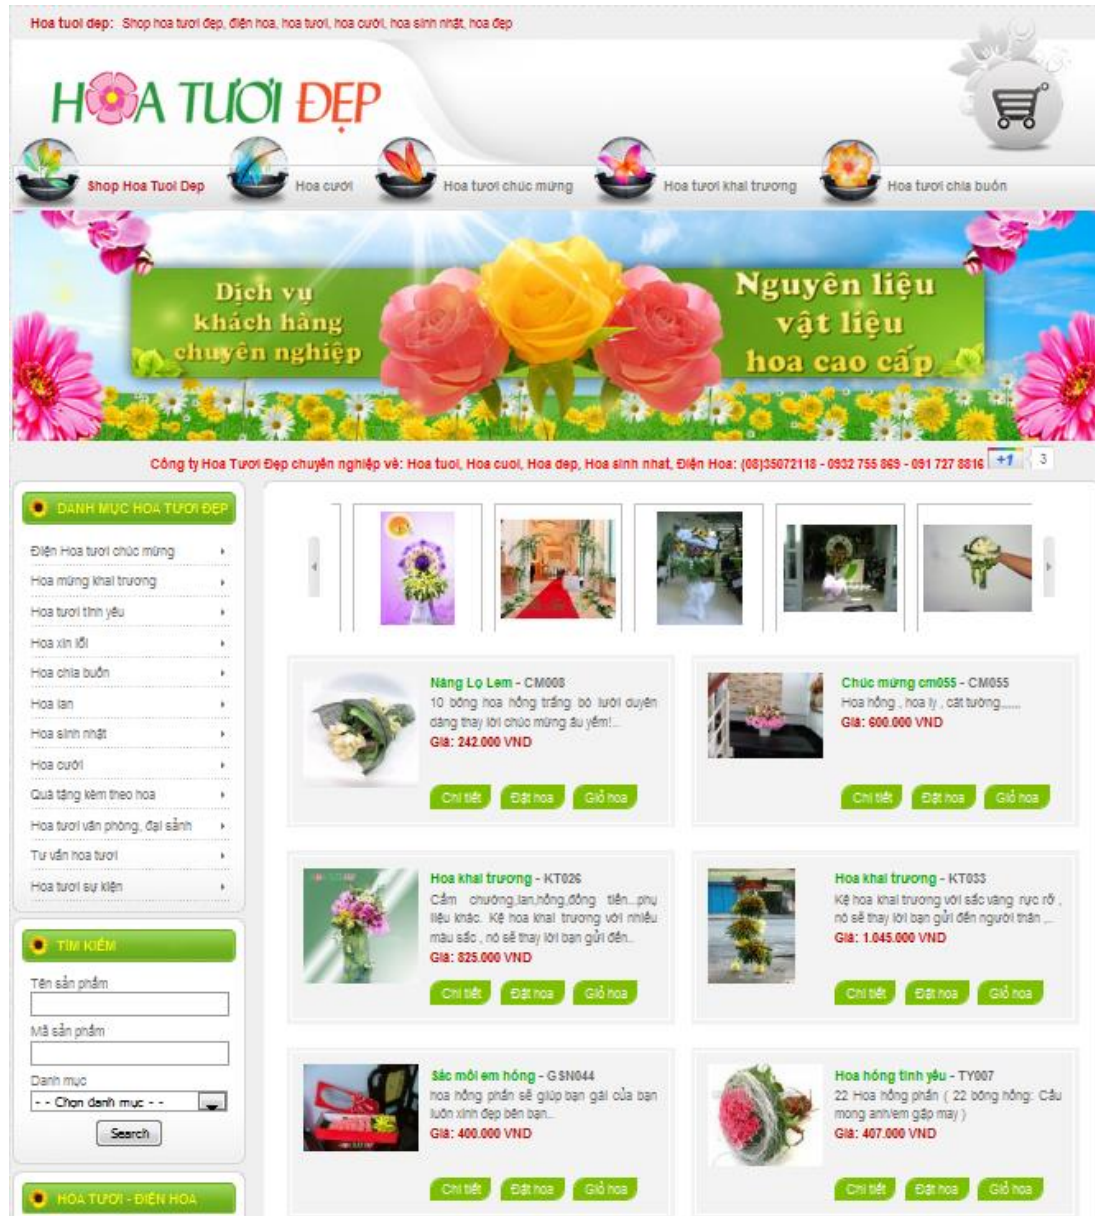 Hoa tuoi dep: Shop hoa tươi đẹp, điện hoa, hoa tươi, hoa cưới, hoa sinh nhật, hoa đẹp
HOA TƯƠI ĐẸP
Shop Hoa Tuoi Dep
Hoa cưới
Hoa tươi chúc mừng
Hoa tươi khai trương
Hoa tươi chia buồn
Dịch vụ
khách hàng
chuyên nghiệp
Nguyên liệu
vật liệu
hoa cao cấp
Công ty Hoa Tươi Đẹp chuyên nghiệp về: Hoa tuoi, Hoa cuoi, Hoa dep, Hoa sinh nhat, Điện Hoa: (08)35072118 - 0932 755 869 - 091 727 8816 +1 3
DANH MỤC HOA TƯƠI ĐẸP
Điện Hoa tươi chúc mừng
Hoa mừng khai trương
Hoa tươi tình yêu
Hoa xin lỗi
Hoa chia buồn
Hoa lan
Hoa sinh nhật
Hoa cưới
Quà tặng kèm theo hoa
Hoa tươi văn phòng, đại sảnh
Tư vấn hoa tươi
Hoa tươi sự kiện
TÌM KIẾM
Tên sản phẩm
Mã sản phẩm
Danh mục
- - Chọn danh mục - -
Search
HOA TƯƠI - ĐIỆN HOA
Nàng Lọ Lem - CM008
10 bông hoa hồng trắng bó lưới duyên
dáng thay lời chúc mừng âu yếm!...
Giá: 242.000 VND
Chi tiết Đặt hoa Giỏ hoa
Chúc mừng cm055 - CM055
Hoa hồng , hoa ly , cát tường,,,,,,
Giá: 600.000 VND
Chi tiết Đặt hoa Giỏ hoa
Hoa khai trương - KT026
Cẩm chướng,lan,hồng,đồng tiền...phụ
liệu khác. Kệ hoa khai trương với nhiều
màu sắc , nó sẽ thay lời bạn gửi đến..
Giá: 825.000 VND
Chi tiết Đặt hoa Giỏ hoa
Hoa khai trương - KT033
Kệ hoa khai trương với sắc vàng rực rỡ ,
nó sẽ thay lời bạn gửi đến người thân ,...
Giá: 1.045.000 VND
Chi tiết Đặt hoa Giỏ hoa
Sắc môi em hồng - GSN044
hoa hồng phấn sẽ giúp bạn gái của bạn
luôn xinh đẹp bên bạn...
Giá: 400.000 VND
Chi tiết Đặt hoa Giỏ hoa
Hoa hồng tình yêu - TY007
22 Hoa hồng phấn ( 22 bông hồng: Cầu
mong anh/em gặp may )
Giá: 407.000 VND
Chi tiết Đặt hoa Giỏ hoa